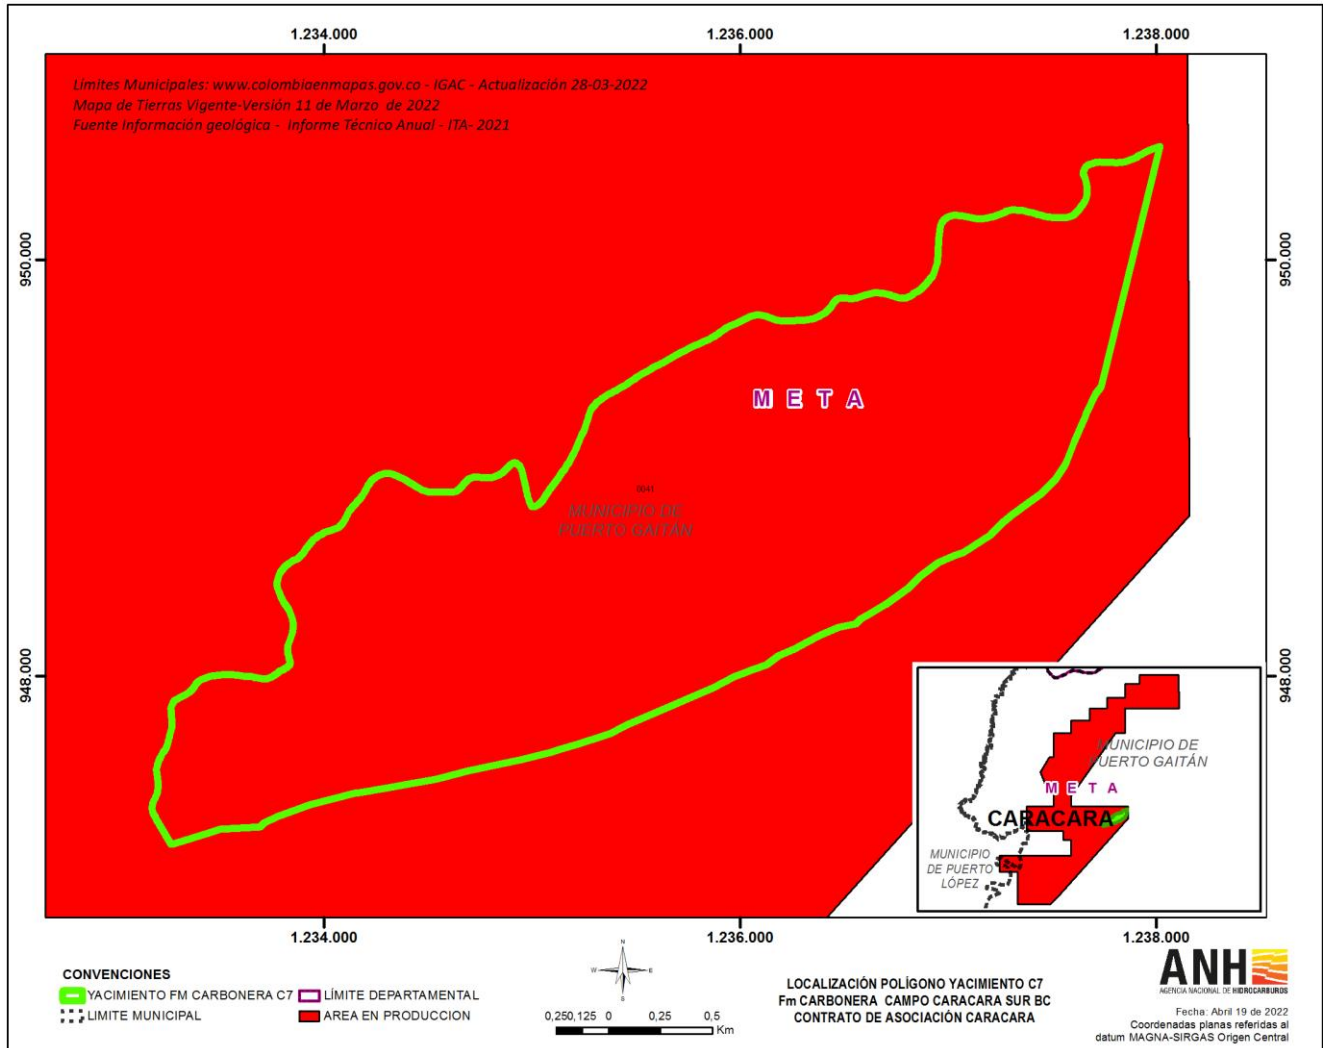 1.234.000
1.236.000
1.238.000
Límites Municipales: www.colombiaenmapas.gov.co - IGAC - Actualización 28-03-2022
Mapa de Tierras Vigente-Versión 11 de Marzo de 2022
Fuente Información geológica - Informe Técnico Anual - ITA- 2021
950.000
950.000
M E T A
0041
MUNICIPIO DE
PUERTO GAITÁN
948.000
948.000
MUNICIPIO DE
PUERTO GAITÁN
M E T A
CARACARA
MUNICIPIO
DE PUERTO
LÓPEZ
1.234.000
1.236.000
1.238.000
CONVENCIONES
YACIMIENTO FM CARBONERA C7
LÍMITE DEPARTAMENTAL
LIMITE MUNICIPAL
AREA EN PRODUCCION
N
W
E
S
0,250,125 0 0,25 0,5
Km
LOCALIZACIÓN POLÍGONO YACIMIENTO C7
Fm CARBONERA CAMPO CARACARA SUR BC
CONTRATO DE ASOCIACIÓN CARACARA
ANH
AGENCIA NACIONAL DE HIDROCARBUROS
Fecha: Abril 19 de 2022
Coordenadas planas referidas al
datum MAGNA-SIRGAS Origen Central